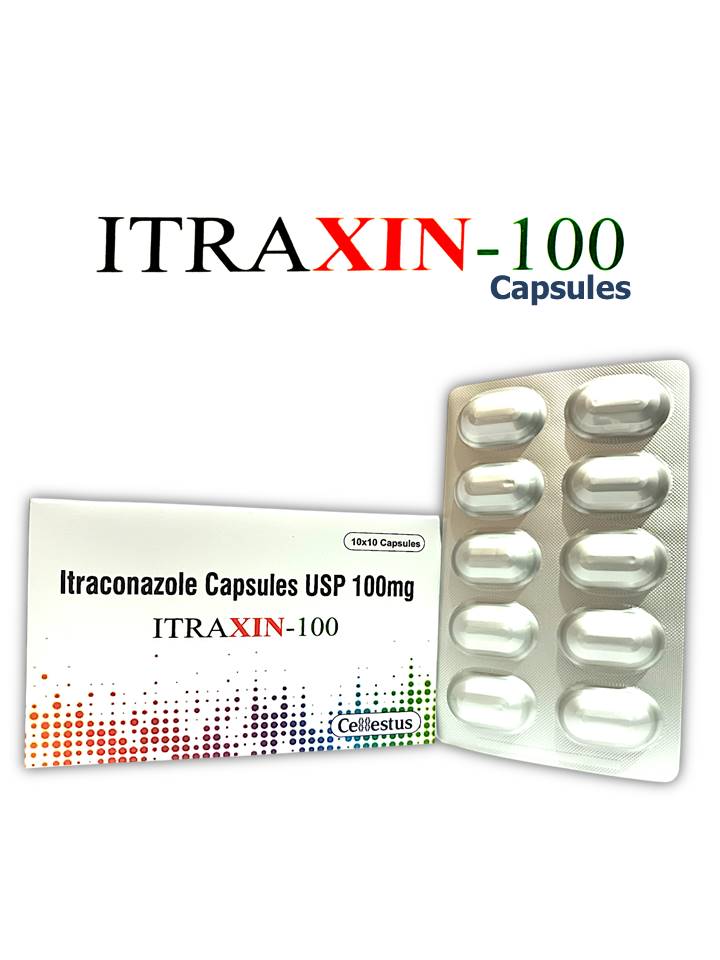 ITRAXIN-100
Capsules
10x10 Capsules
Itraconazole Capsules USP 100mg
ITRAXIN-100
Cellestus